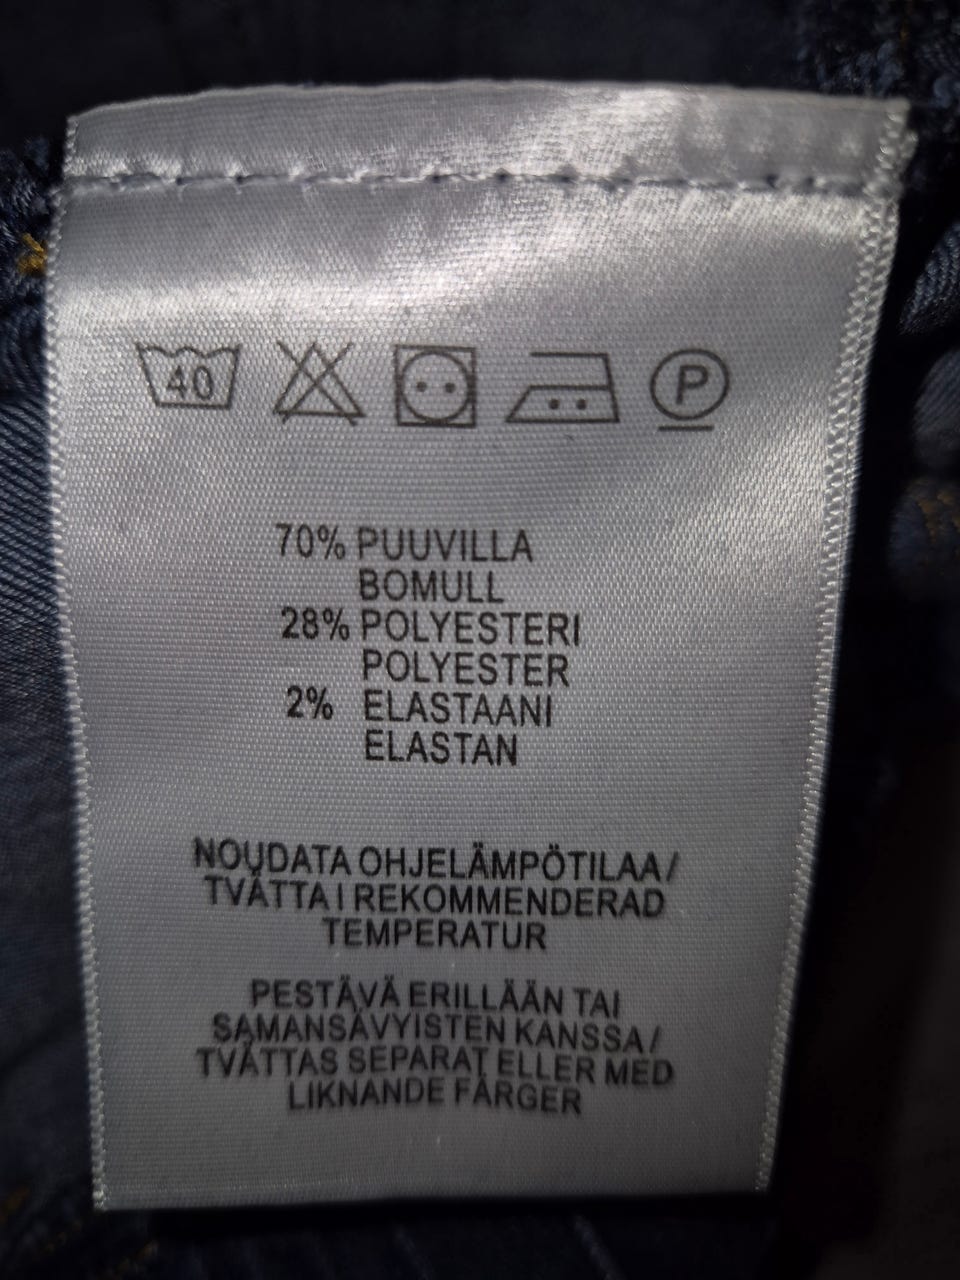 40 P
70% PUUVILLA
BOMULL
28% POLYESTERI
POLYESTER
2% ELASTAANI
ELASTAN
NOUDATA OHJELÄMPÖTILAA/
TVÄTTA I REKOMMENDERAD
TEMPERATUR
PESTÄVÄ ERILLÄÄN TAI
SAMANSÄVYISTEN KANSSA/
TVÄTTAS SEPARAT ELLER MED
LIKNANDE FÄRGER